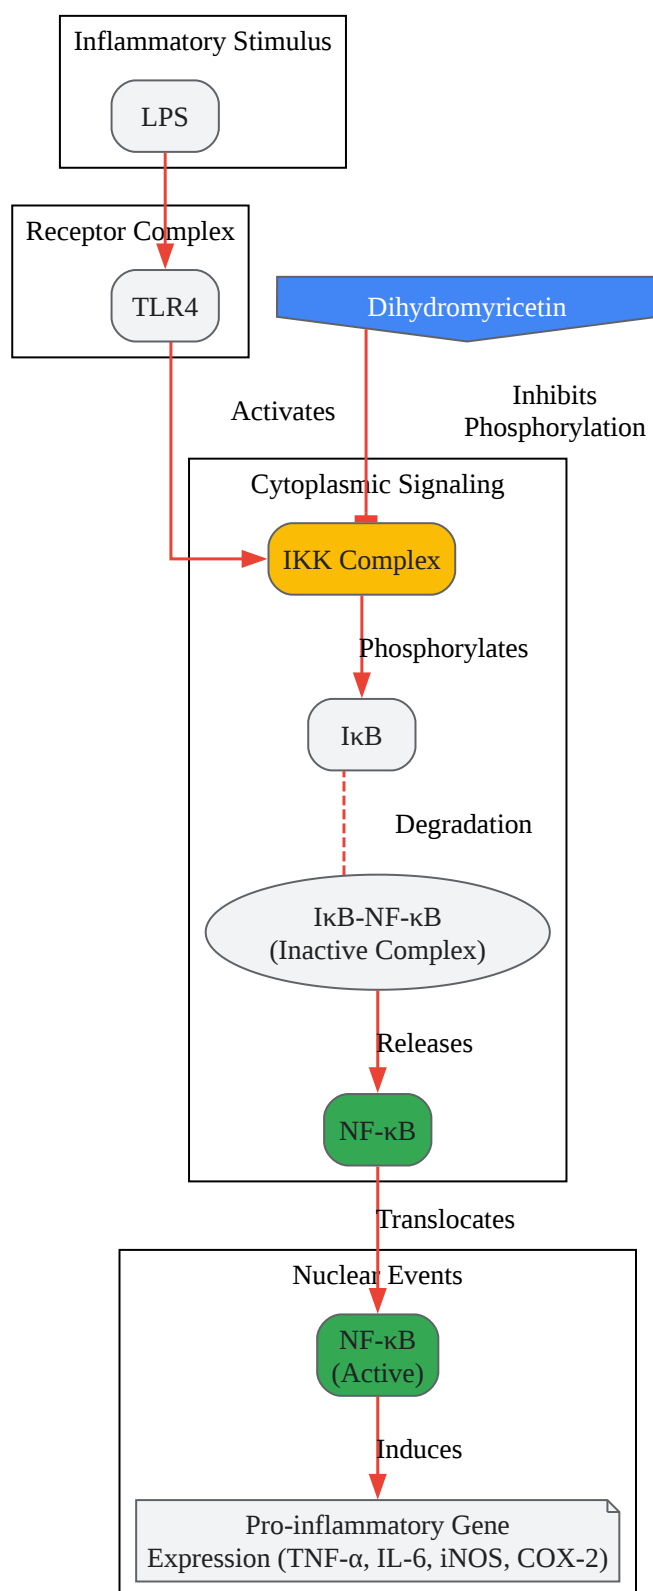 Inflammatory Stimulus
LPS
Receptor Complex
TLR4
Dihydromyricetin
Activates
Inhibits
Phosphorylation
Cytoplasmic Signaling
IKK Complex
Phosphorylates
IκB
Degradation
IκB-NF-κB
(Inactive Complex)
Releases
NF-κB
Translocates
Nuclear Events
NF-κB
(Active)
Induces
Pro-inflammatory Gene
Expression (TNF-α, IL-6, iNOS, COX-2)